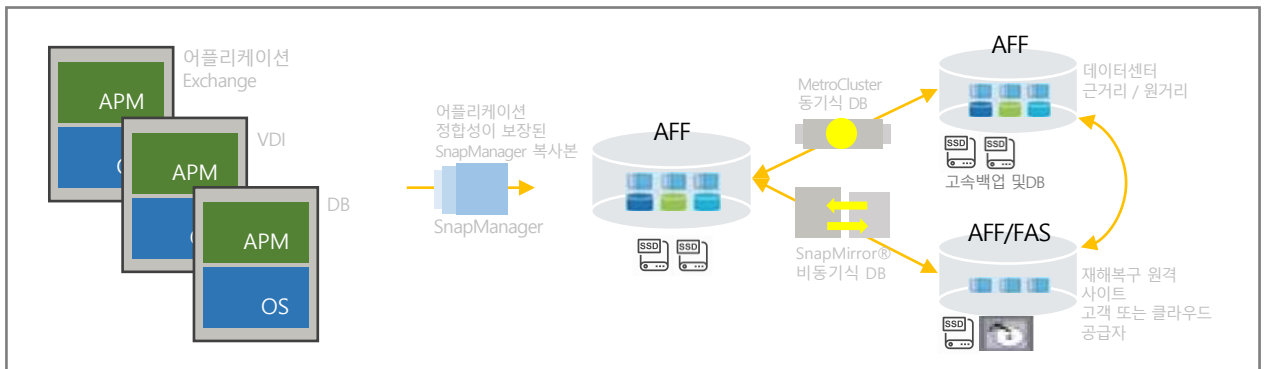 어플리케이션
Exchange
APM
VDI
APM
DB
APM
OS
어플리케이션
정합성이 보장된
SnapManager 복사본
SnapManager
AFF
SSD
SSD
MetroCluster
동기식 DB
SnapMirror®
비동기식 DB
AFF
데이터센터
근거리 / 원거리
SSD
SSD
고속백업 및DB
AFF/FAS
재해복구 원격
사이트
고객 또는 클라우드
공급자
SSD